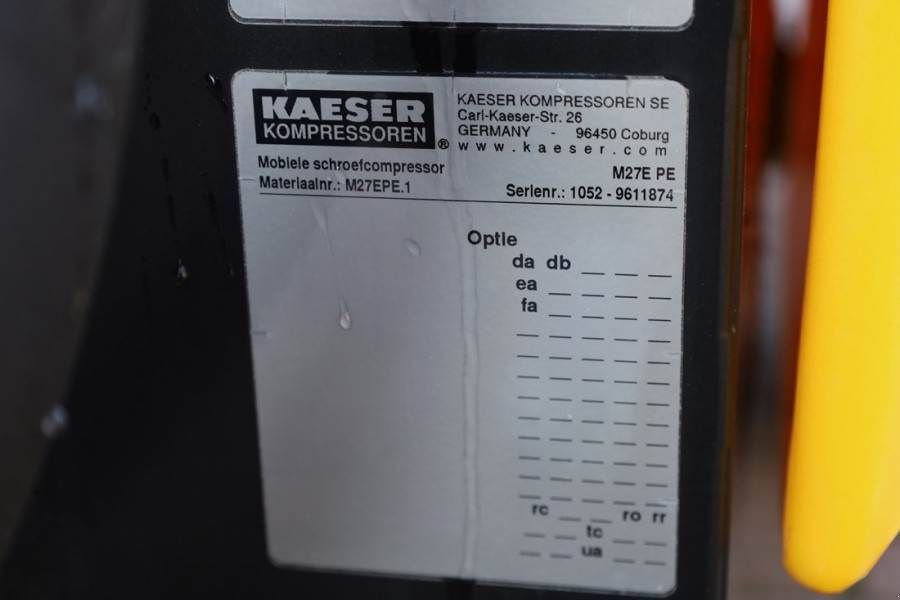 KAESER
KOMPRESSOREN ®
KAESER KOMPRESSOREN SE
Carl-Kaeser-Str. 26
GERMANY - 96450 Coburg
www.kaeser.com
Mobiele schroefcompressor
M27E PE
Materiaalnr.: M27EPE.1
Serienr.: 1052 - 9611874
Optie
da db _ _ _
ea _ _ _ _
fa _ _ _ _
_ _ _ _ _
_ _ _ _ _
_ _ _ _ _
_ _ _ _ _
_ _ _ _ _
_ _ _ _ _
_ _ _ _ _
_ _ _ _ _
_ _ _ _ _
rc _ _ ro rr
_ _ tc _ _
_ _ ua _ _